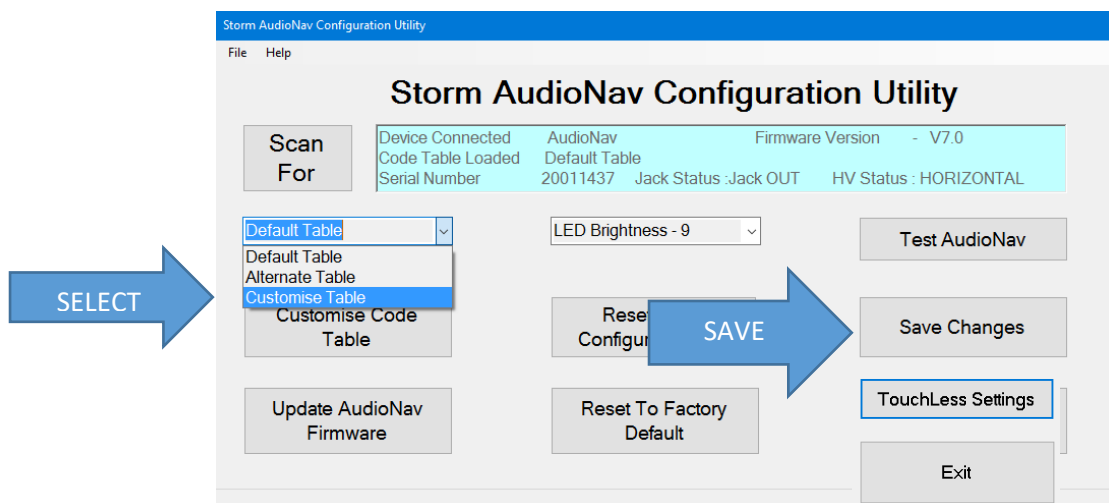 Storm AudioNav Configuration Utility
File Help
Storm AudioNav Configuration Utility
Scan
For
Device Connected AudioNav Firmware Version - V7.0
Code Table Loaded Default Table
Serial Number 20011437 Jack Status :Jack OUT HV Status : HORIZONTAL
Default Table
LED Brightness - 9
Test AudioNav
Default Table
Alternate Table
Customise Table
SELECT
Customise Code
Table
SAVE
Save Changes
Update AudioNav
Firmware
Reset To Factory
Default
TouchLess Settings
Exit